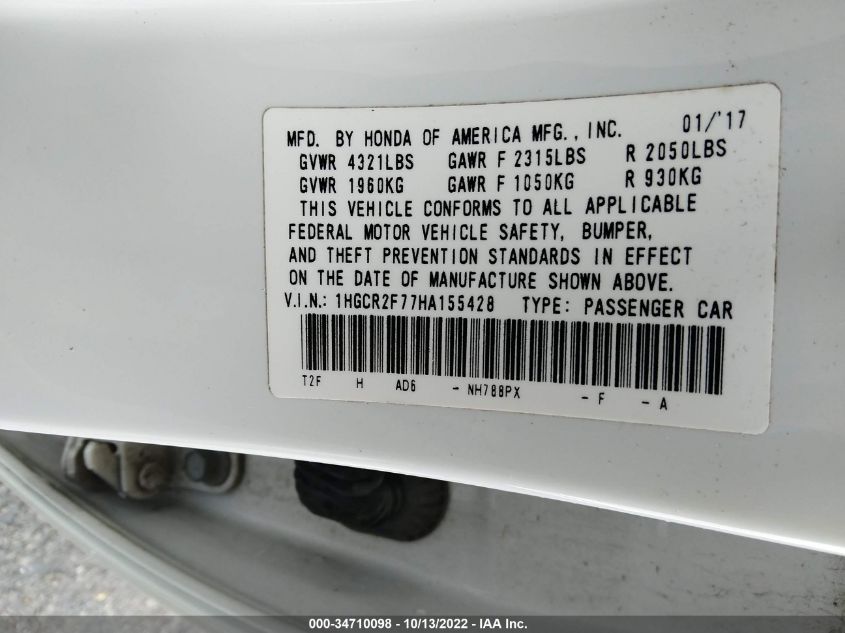 MFD. BY HONDA OF AMERICA MFG., INC. 01/'17
GVWR 4321LBS GAWR F 2315LBS R 2050LBS
GVWR 1960KG GAWR F 1050KG R 930KG
THIS VEHICLE CONFORMS TO ALL APPLICABLE
FEDERAL MOTOR VEHICLE SAFETY, BUMPER,
AND THEFT PREVENTION STANDARDS IN EFFECT
ON THE DATE OF MANUFACTURE SHOWN ABOVE.
V.I.N.: 1HGCR2F77HA155428 TYPE: PASSENGER CAR
T2F H AD6 - NH788PX - F - A
000-34710098 - 10/13/2022 - IAA Inc.